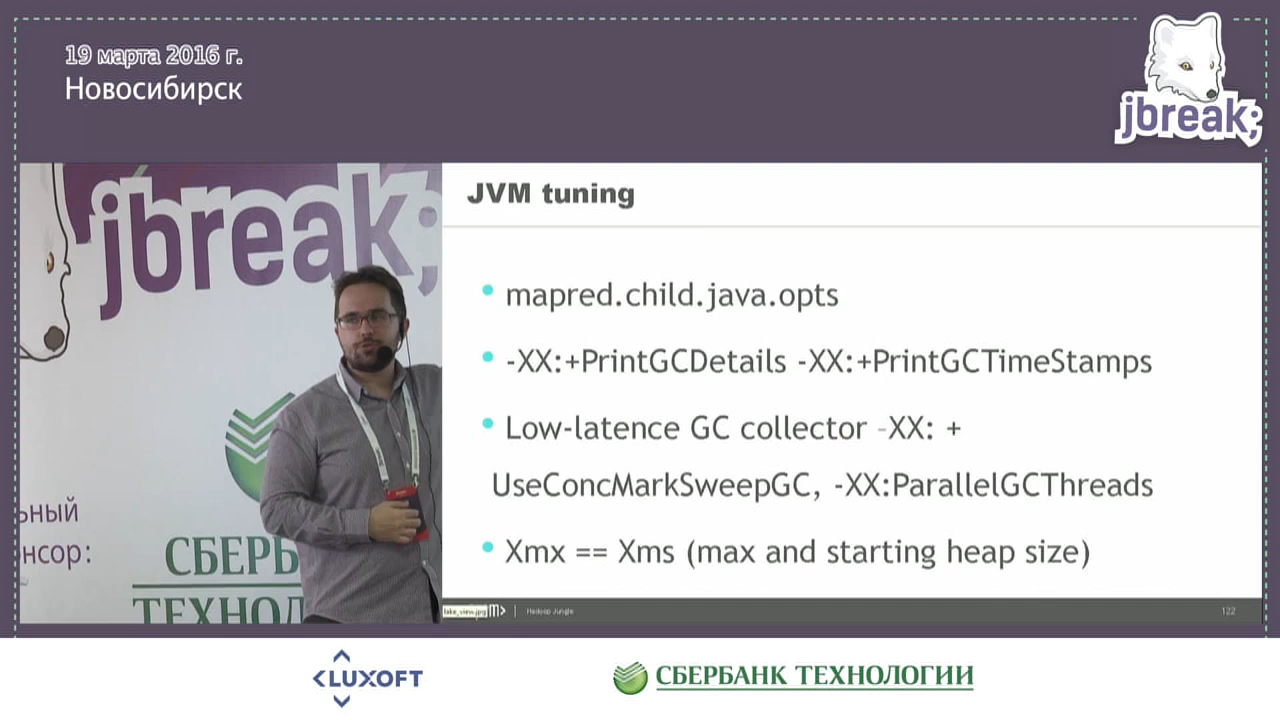 19 марта 2016 г.
Новосибирск
jbreak;
jbreak;
ьный
нсор:
СБЕРБ
ТЕХНОЛ
JVM tuning
• mapred.child.java.opts
• -XX:+PrintGCDetails -XX:+PrintGCTimeStamps
• Low-latence GC collector -XX: +
UseConcMarkSweepGC, -XX:ParallelGCThreads
• Xmx == Xms (max and starting heap size)
fake_view.jpg
m> | Hadoop Jungle
122
<LUXOFT
СБЕРБАНК ТЕХНОЛОГИИ